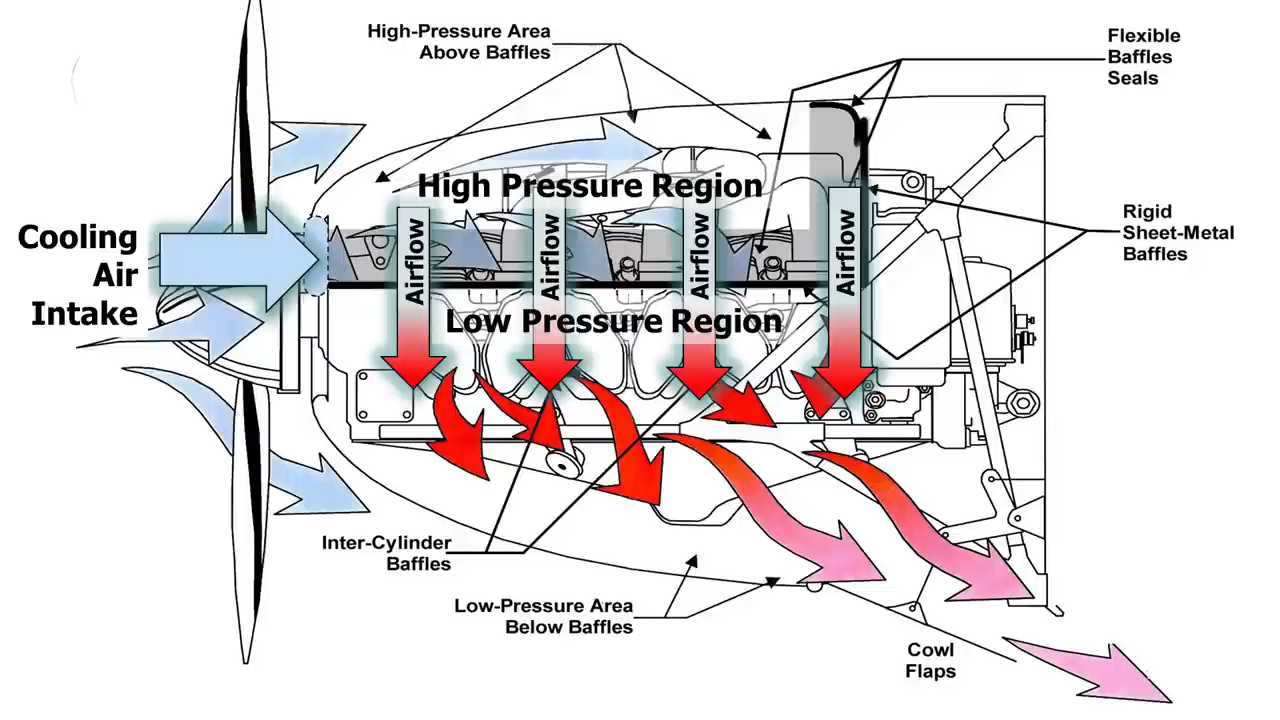 High-Pressure Area
Above Baffles
Flexible
Baffles
Seals
High Pressure Region
Cooling
Air
Intake
Airflow
Airflow
Airflow
Airflow
Rigid
Sheet-Metal
Baffles
Low Pressure Region
Inter-Cylinder
Baffles
Low-Pressure Area
Below Baffles
Cowl
Flaps